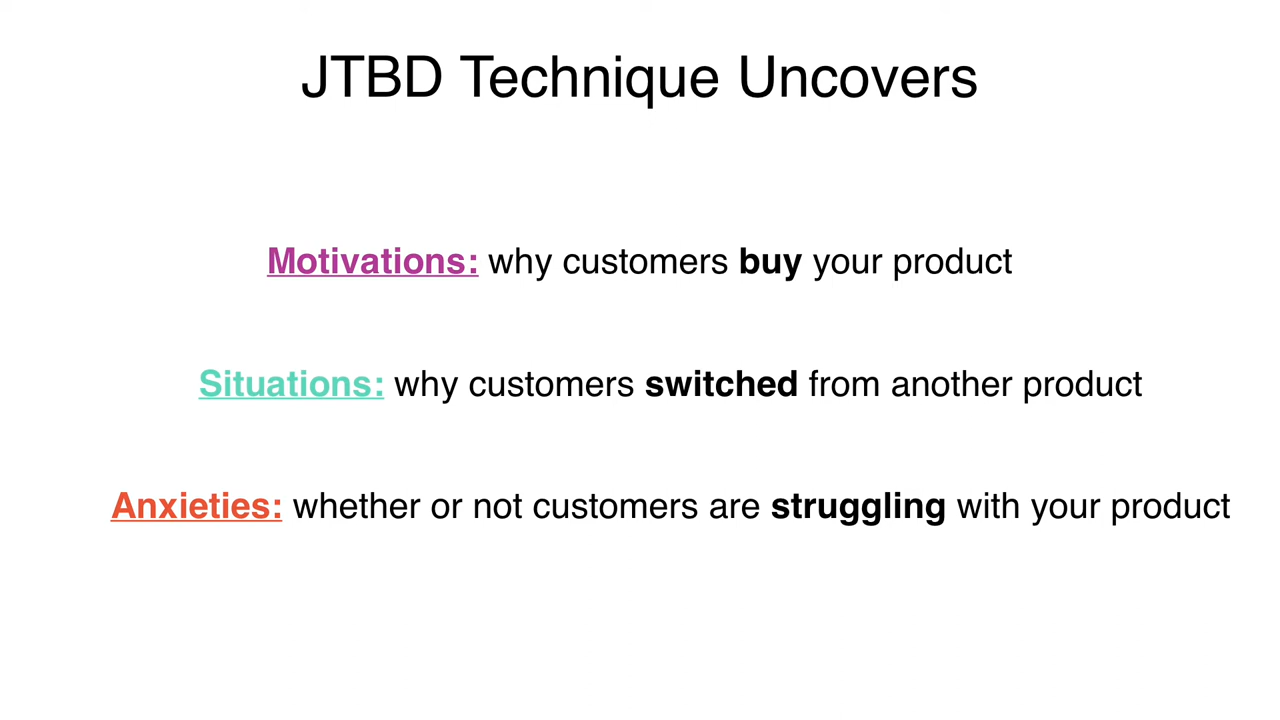 JTBD Technique Uncovers
Motivations: why customers buy your product
Situations: why customers switched from another product
Anxieties: whether or not customers are struggling with your product